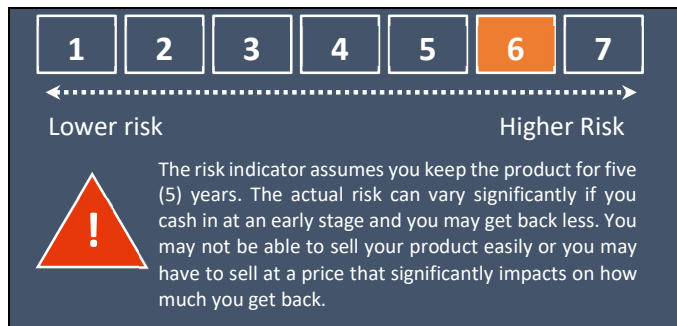 1 2 3 4 5 6 7
Lower risk Higher Risk
!
The risk indicator assumes you keep the product for five
(5) years. The actual risk can vary significantly if you
cash in at an early stage and you may get back less. You
may not be able to sell your product easily or you may
have to sell at a price that significantly impacts on how
much you get back.